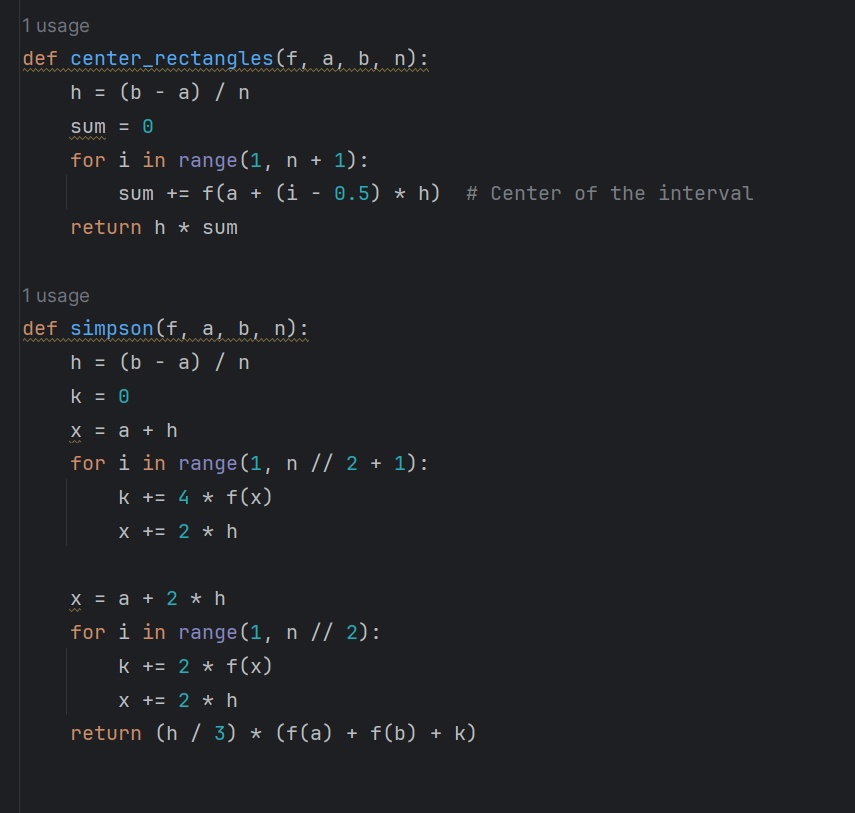 1 usage
def center_rectangles(f, a, b, n):
    h = (b - a) / n
    sum = 0
    for i in range(1, n + 1):
        sum += f(a + (i - 0.5) * h)  # Center of the interval
    return h * sum
1 usage
def simpson(f, a, b, n):
    h = (b - a) / n
    k = 0
    x = a + h
    for i in range(1, n // 2 + 1):
        k += 4 * f(x)
        x += 2 * h
    x = a + 2 * h
    for i in range(1, n // 2):
        k += 2 * f(x)
        x += 2 * h
    return (h / 3) * (f(a) + f(b) + k)